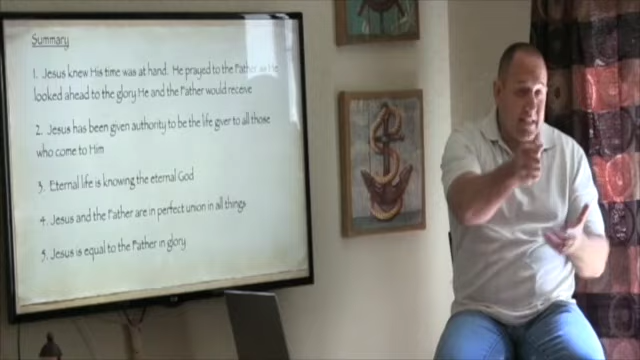 Summary
1. Jesus knew His time was at hand. He prayed to the Father as He
looked ahead to the glory He and the Father would receive
2. Jesus has been given authority to be the life giver to all those
who come to Him
3. Eternal life is knowing the eternal God
4. Jesus and the Father are in perfect union in all things
5. Jesus is equal to the Father in glory